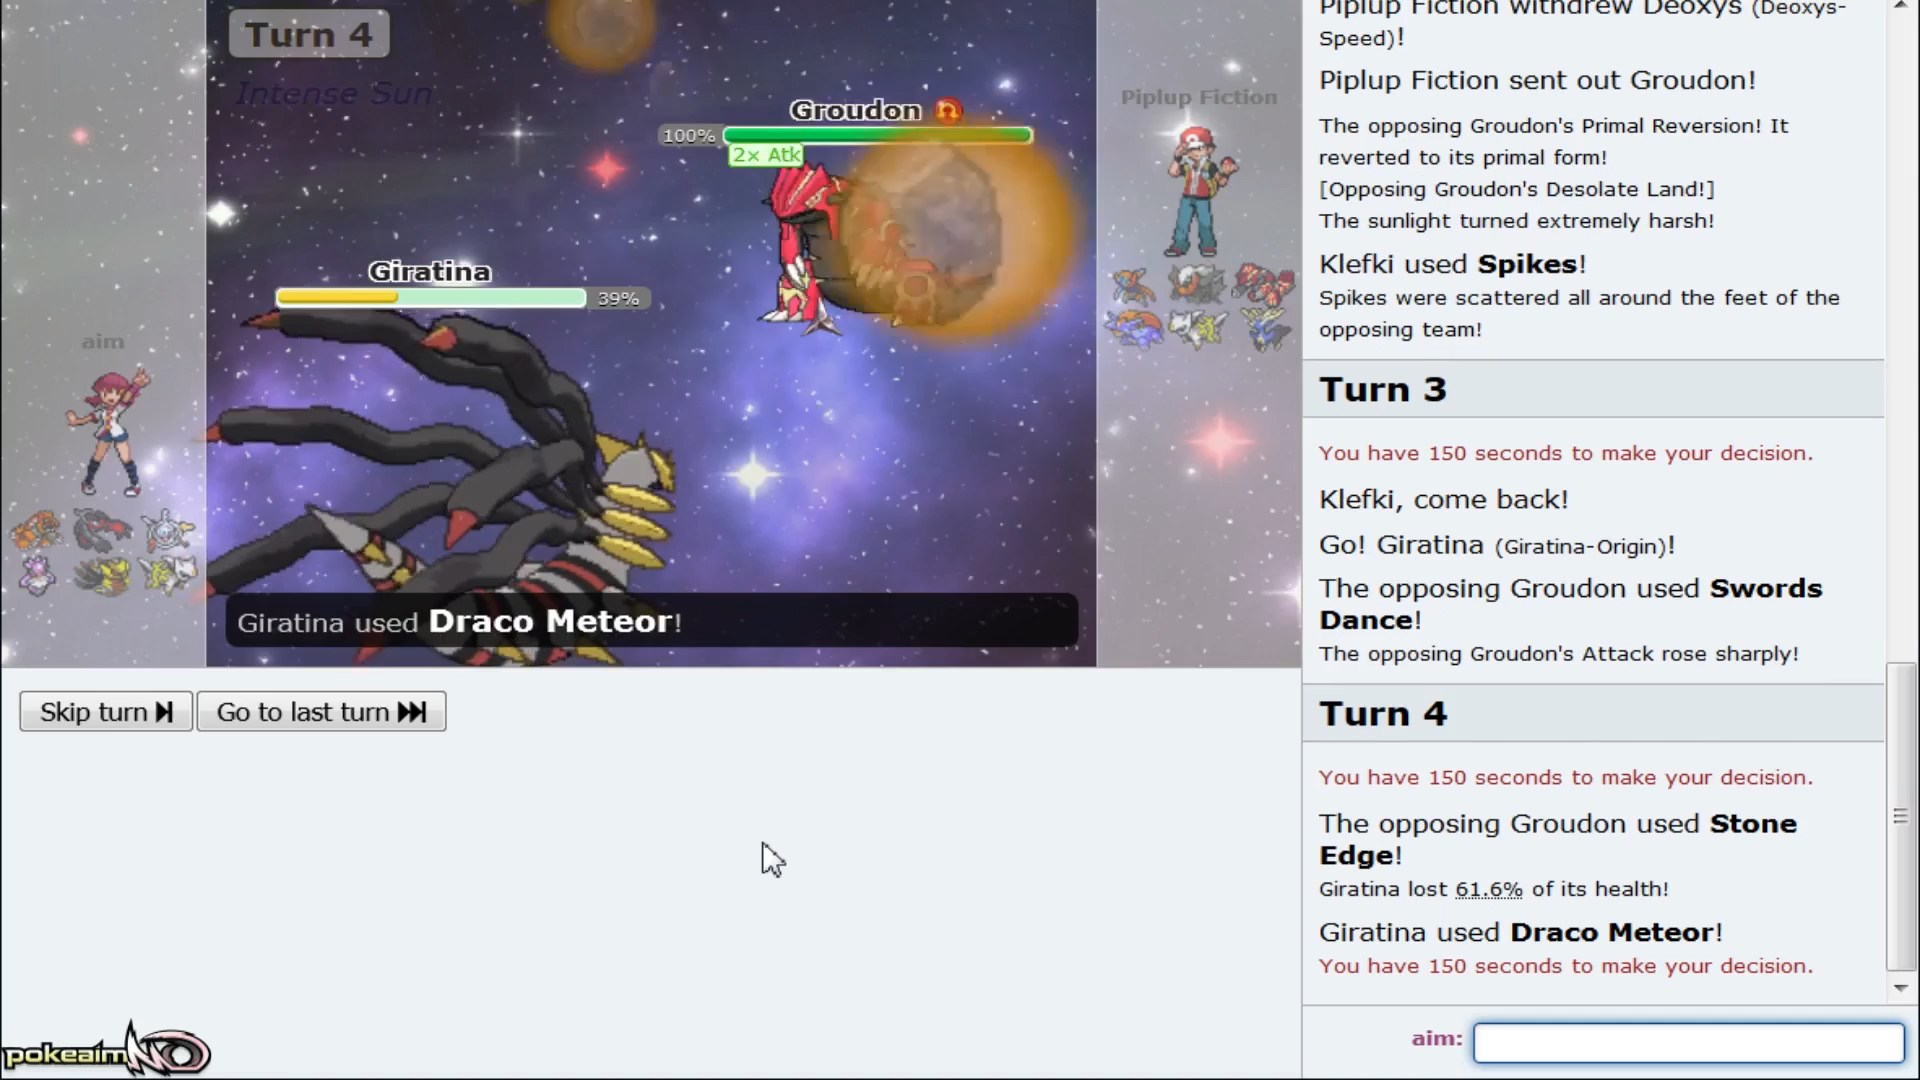 Turn 4
Intense Sun
Groudon
100%
2x Atk
Piplup Fiction
Giratina
39%
aim
Giratina used Draco Meteor!
Skip turn
Go to last turn
pokeaimMD
Piplup Fiction withdrew Deoxys (Deoxys-
Speed)!
Piplup Fiction sent out Groudon!
The opposing Groudon's Primal Reversion! It
reverted to its primal form!
[Opposing Groudon's Desolate Land!]
The sunlight turned extremely harsh!
Klefki used Spikes!
Spikes were scattered all around the feet of the
opposing team!
Turn 3
You have 150 seconds to make your decision.
Klefki, come back!
Go! Giratina (Giratina-Origin)!
The opposing Groudon used Swords
Dance!
The opposing Groudon's Attack rose sharply!
Turn 4
You have 150 seconds to make your decision.
The opposing Groudon used Stone
Edge!
Giratina lost 61.6% of its health!
Giratina used Draco Meteor!
You have 150 seconds to make your decision.
aim: